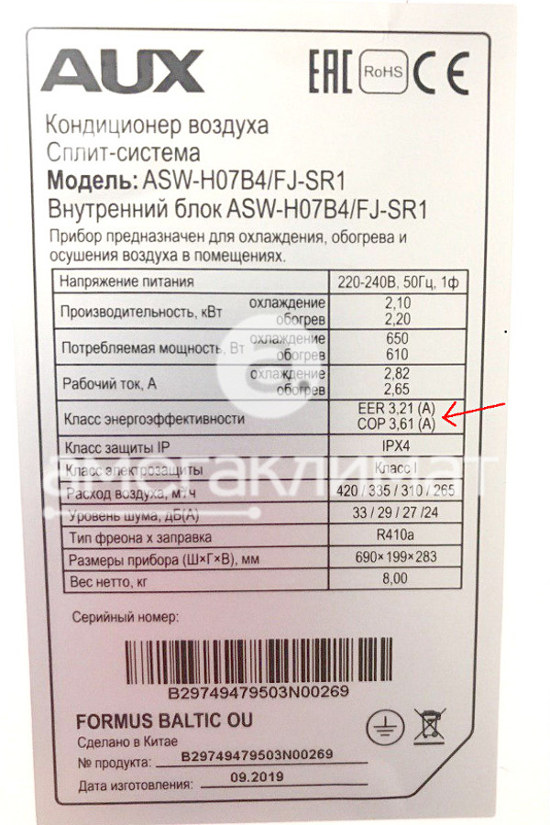 AUX
EAC RoHS CE
Кондиционер воздуха
Сплит-система
Модель: ASW-H07B4/FJ-SR1
Внутренний блок ASW-H07B4/FJ-SR1
Прибор предназначен для охлаждения, обогрева и
осушения воздуха в помещениях.
Напряжение питания 220-240В, 50Гц, 1ф
Производительность, кВт охлаждение 2,10
обогрев 2,20
Потребляемая мощность, Вт охлаждение 650
обогрев 610
Рабочий ток, А охлаждение 2,82
обогрев 2,65
Класс энергоэффективности EER 3,21 (A)
COP 3,61 (A)
Класс защиты IP IPX4
Класс электрозащиты Класс I
амегаклимат
Расход воздуха, м³/ч 420 / 335 / 310 / 265
Уровень шума, дБ(А) 33 / 29 / 27 /24
Тип фреона х заправка R410a
Размеры прибора (Ш×Г×В), мм 690×199×283
Вес нетто, кг 8,00
Серийный номер:
B29749479503N00269
FORMUS BALTIC OU
Сделано в Китае
№ продукта: B29749479503N00269
Дата изготовления: 09.2019